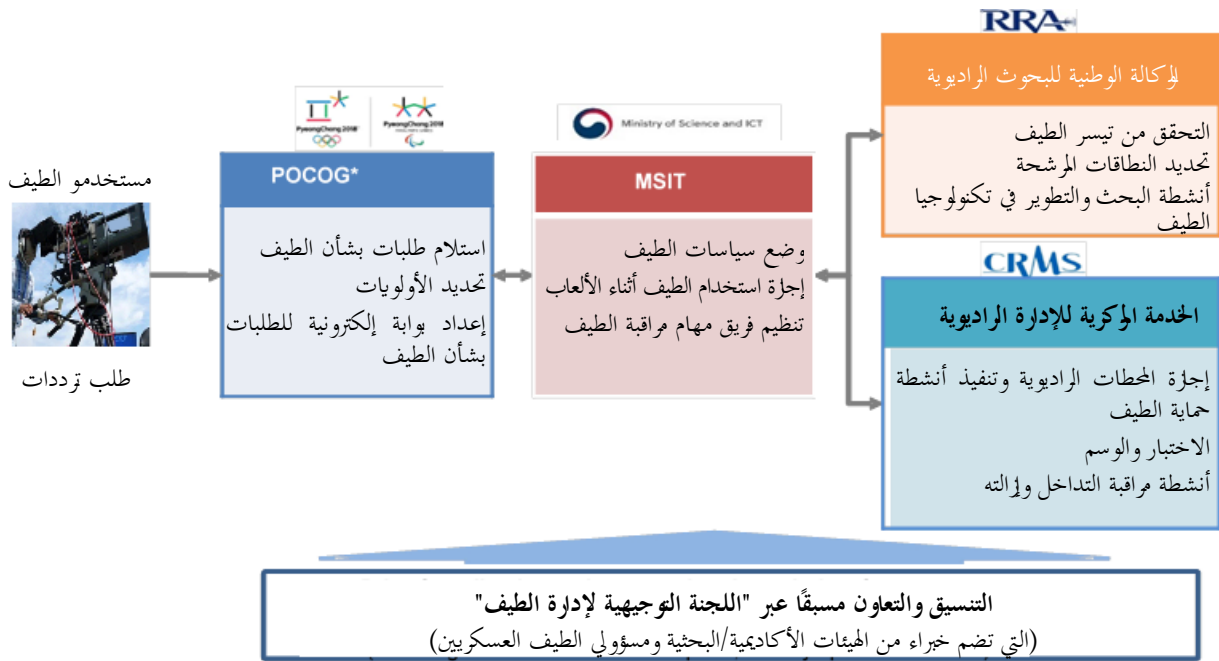 مستخدمو الطيف
طلب ترددات
PyeongChang 2018
PyeongChang 2018
POCOG*
استلام طلبات بشأن الطيف
تحديد الأولويات
إعداد بوابة إلكترونية للطلبات
بشأن الطيف
Ministry of Science and ICT
MSIT
وضع سياسات الطيف
إجازة استخدام الطيف أثناء الألعاب
تنظيم فريق مهام مراقبة الطيف
RRA
الوكالة الوطنية للبحوث الراديوية
التحقق من تيسر الطيف
تحديد النطاقات المرشحة
أنشطة البحث والتطوير في تكنولوجيا
الطيف
CRMS
الخدمة المركزية للإدارة الراديوية
إجازة المحطات الراديوية وتنفيذ أنشطة
حماية الطيف
الاختبار والوسم
أنشطة مراقبة التداخل وإزالته
التنسيق والتعاون مسبقًا عبر "اللجنة التوجيهية لإدارة الطيف"
(التي تضم خبراء من الهيئات الأكاديمية/البحثية ومسؤولي الطيف العسكريين)